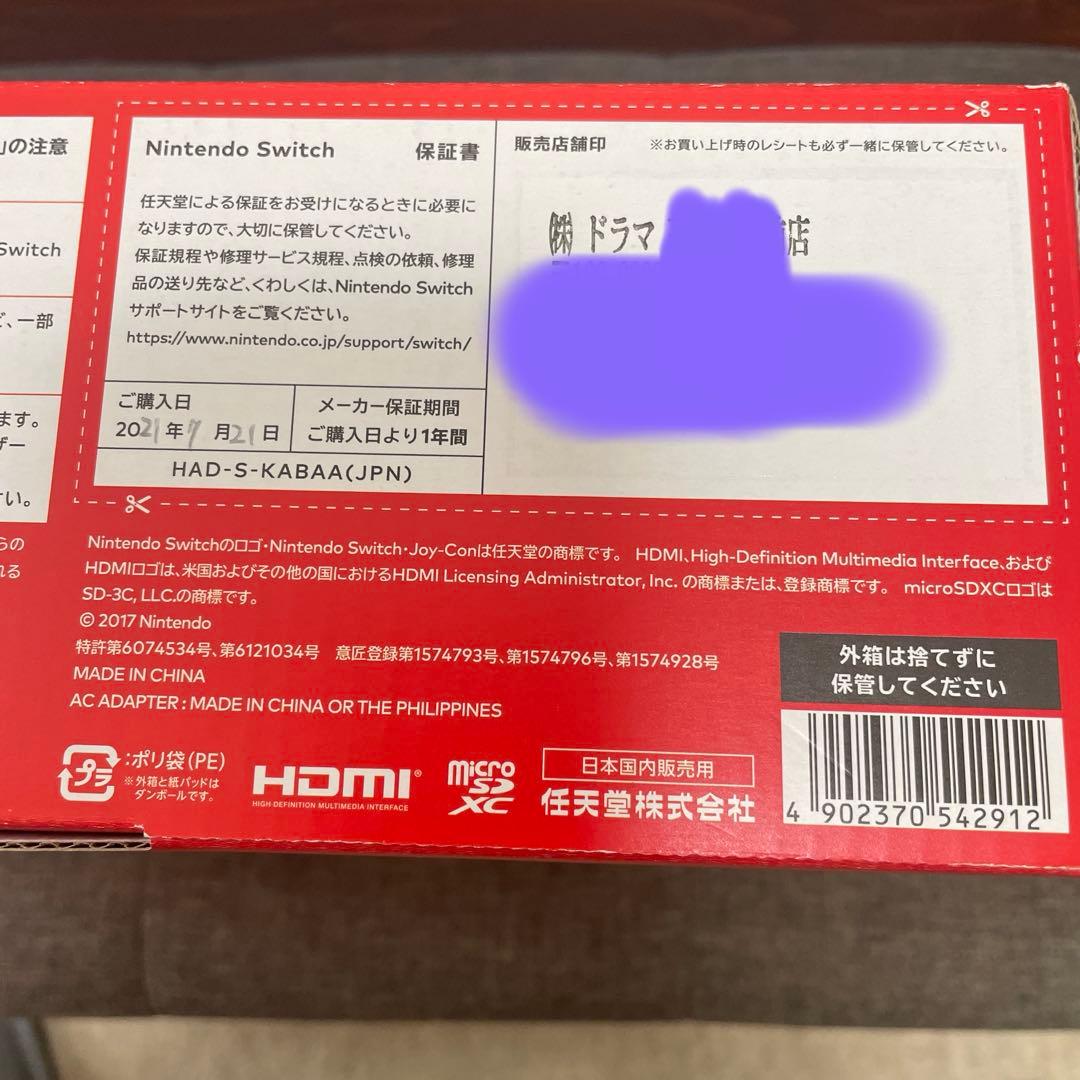 」の注意
Switch
ど、一部
ます。
ザー
さい。
らの
れる
Nintendo Switch 保証書
任天堂による保証をお受けになるときに必要に
なりますので、大切に保管してください。
保証規程や修理サービス規程、点検の依頼、修理
品の送り先など、くわしくは、Nintendo Switch
サポートサイトをご覧ください。
https://www.nintendo.co.jp/support/switch/
ご購入日
2021年7月21日
メーカー保証期間
ご購入日より1年間
HAD-S-KABAA(JPN)
販売店舗印 ※お買い上げ時のレシートも必ず一緒に保管してください。
㈱ドラマ 店
Nintendo Switchのロゴ・Nintendo Switch・Joy-Conは任天堂の商標です。 HDMI、High-Definition Multimedia Interface、および
HDMIロゴは、米国およびその他の国におけるHDMI Licensing Administrator, Inc. の商標または、登録商標です。 microSDXCロゴは
SD-3C, LLC.の商標です。
© 2017 Nintendo
特許第6074534号、第6121034号 意匠登録第1574793号、第1574796号、第1574928号
MADE IN CHINA
AC ADAPTER : MADE IN CHINA OR THE PHILIPPINES
外箱は捨てずに
保管してください
プラ
:ポリ袋(PE)
※外箱と紙パッドは
ダンボールです。
HDMI®
HIGH-DEFINITION MULTIMEDIA INTERFACE
micro
SD
XC
日本国内販売用
任天堂株式会社
4 902370 542912